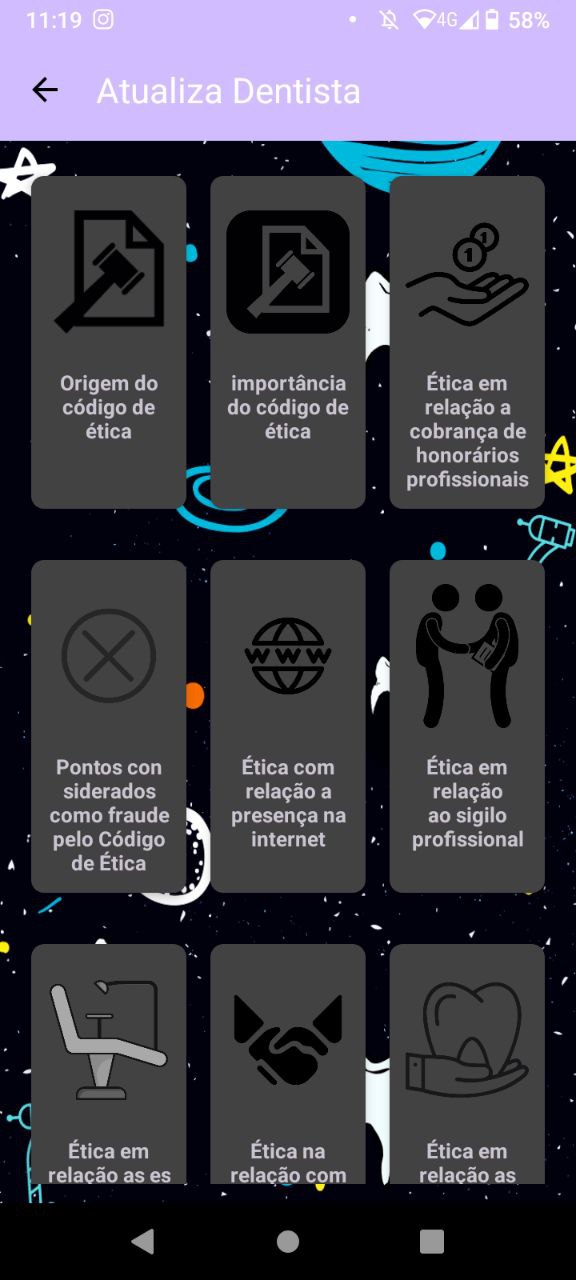 11:19 4G 58%
Atualiza Dentista
1
1
Origem do
código de
ética
importância
do código de
ética
Ética em
relação a
cobrança de
honorários
profissionais
www
Pontos con
siderados
como fraude
pelo Código
de Ética
Ética com
relação a
presença na
internet
Ética em
relação
ao sigilo
profissional
Ética em
relação as es
Ética na
relação com
Ética em
relação as